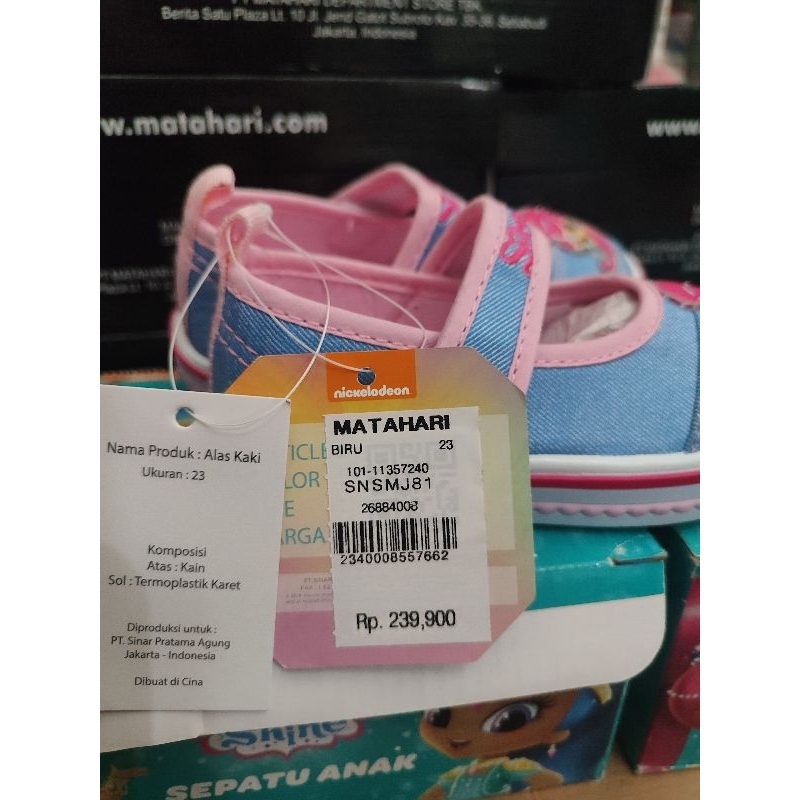 Berita Satu Plaza Lt. 10 Jl. Jend Gatot Subroto Kav. 35-36, Setiabudi
Jakarta, Indonesia
w.matahari.com
www
nickelodeon
MATAHARI
BIRU 23
101-11357240
SNSMJ81
26884008
2340008557662
Rp. 239,900
Nama Produk : Alas Kaki
Ukuran : 23
Komposisi
Atas : Kain
Sol : Termoplastik Karet
Diproduksi untuk :
PT. Sinar Pratama Agung
Jakarta - Indonesia
Dibuat di Cina
Shine
SEPATU ANAK